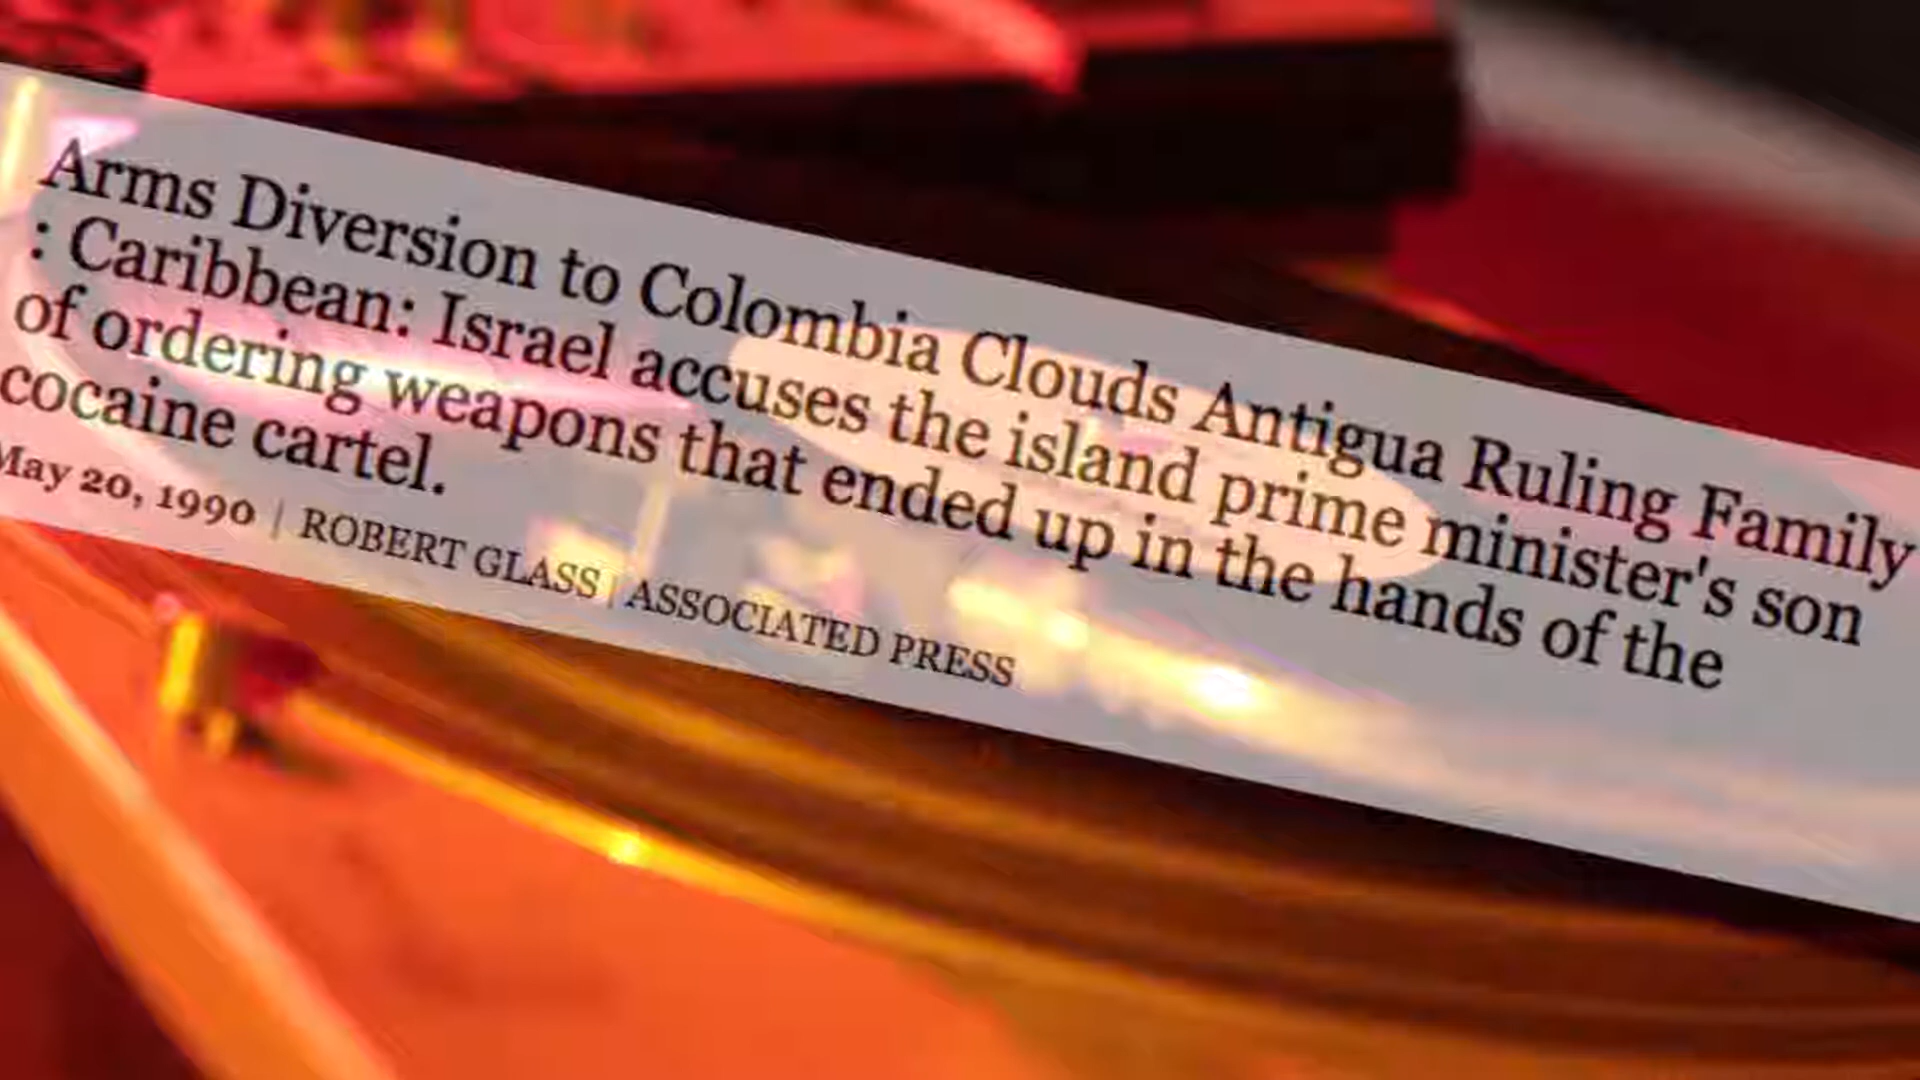 Arms Diversion to Colombia Clouds Antigua Ruling Family
: Caribbean: Israel accuses the island prime minister's son
of ordering weapons that ended up in the hands of the
cocaine cartel.
May 20, 1990 | ROBERT GLASS | ASSOCIATED PRESS